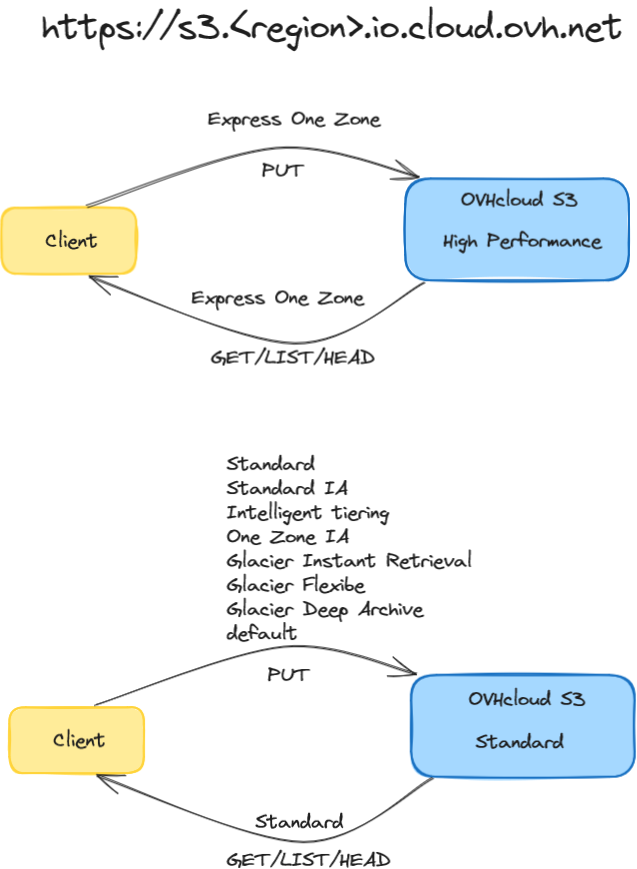 https://s3.<region>.io.cloud.ovh.net
Express One Zone
PUT
OVHcloud S3
High Performance
Client
Express One Zone
GET/LIST/HEAD
Standard
Standard IA
Intelligent tiering
One Zone IA
Glacier Instant Retrieval
Glacier Flexibe
Glacier Deep Archive
default
PUT
OVHcloud S3
Standard
Client
Standard
GET/LIST/HEAD